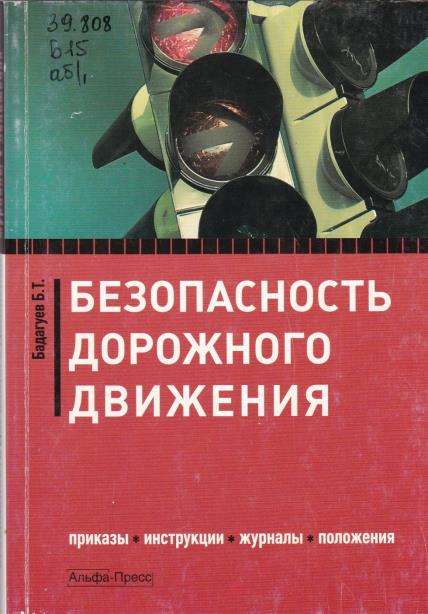 39.808
Б15
аб/1
Бадагуев Б.Т.
БЕЗОПАСНОСТЬ
ДОРОЖНОГО
ДВИЖЕНИЯ
приказы * инструкции * журналы * положения
Альфа-Пресс